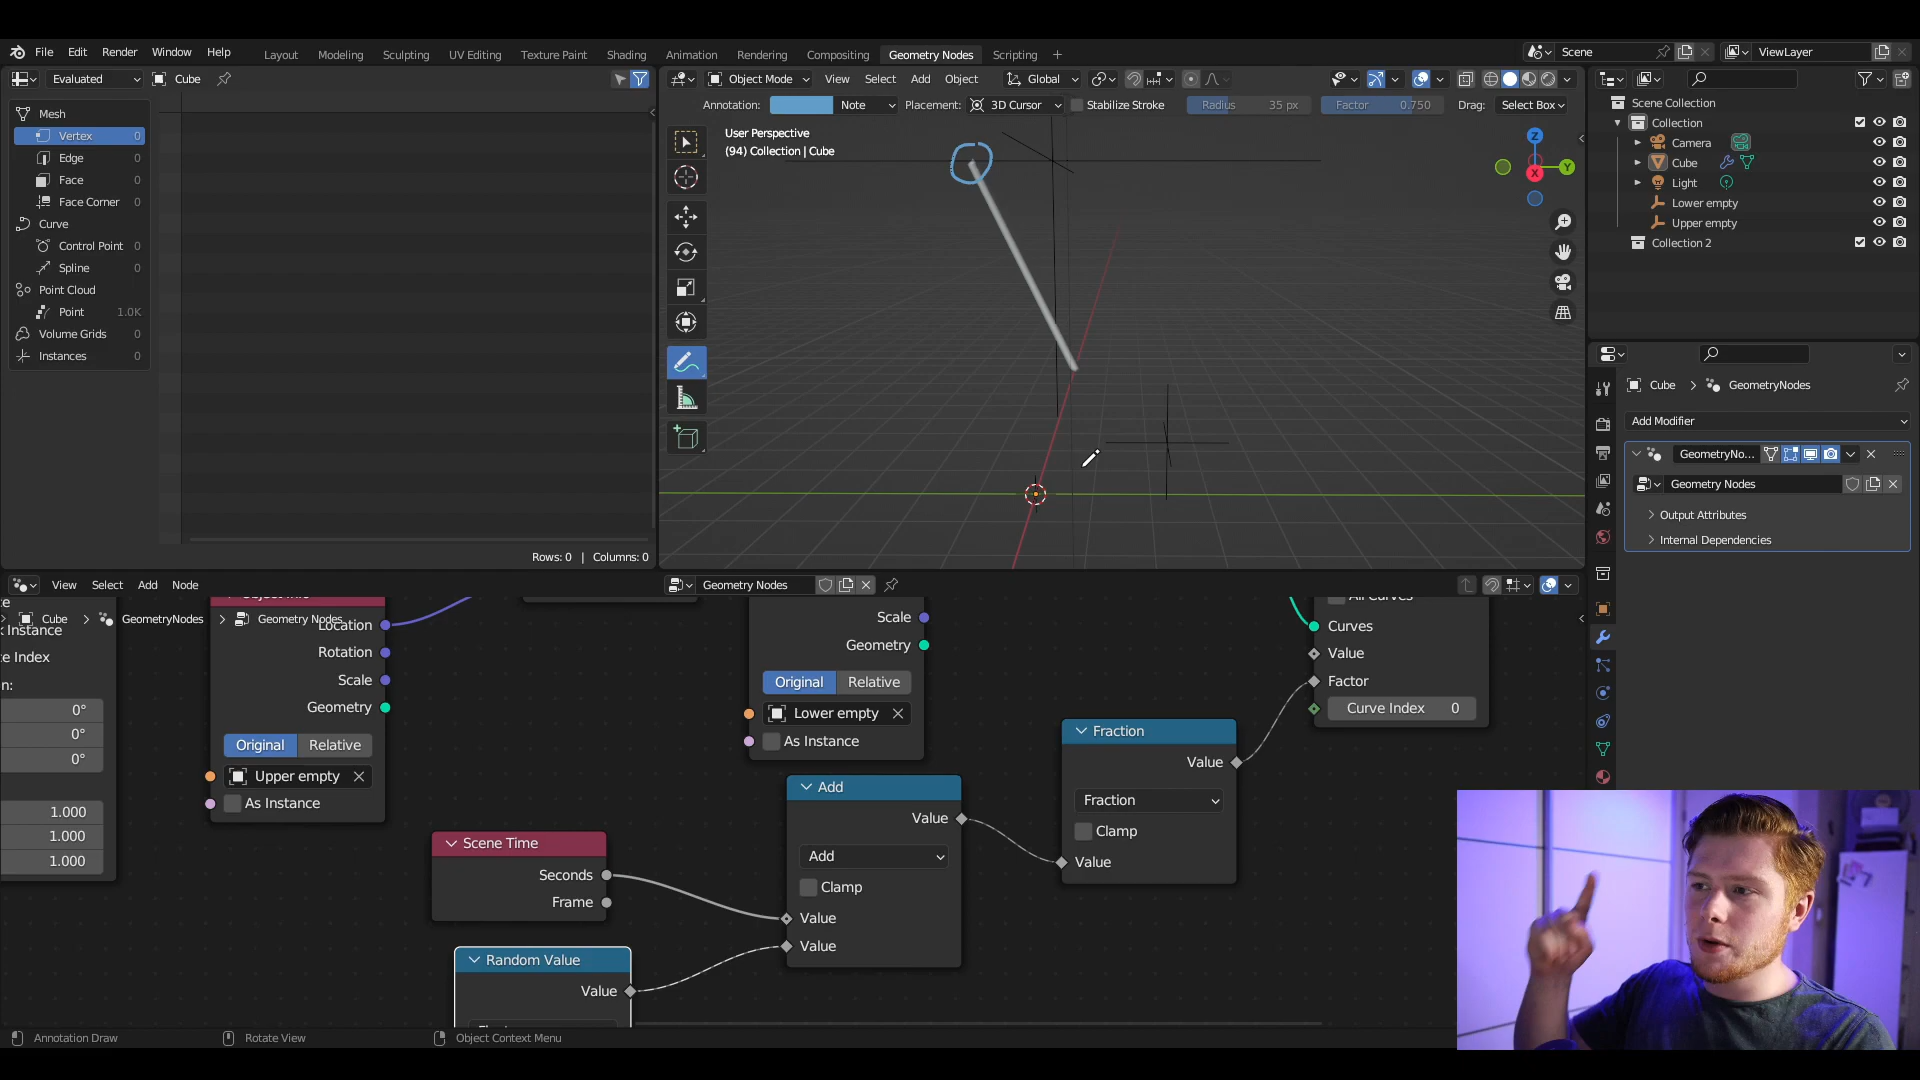 File Edit Render Window Help
Layout Modeling Sculpting UV Editing Texture Paint Shading Animation Rendering Compositing Geometry Nodes Scripting +
Scene ViewLayer
Evaluated Cube
Object Mode View Select Add Object Global
Annotation: Note Placement: 3D Cursor Stabilize Stroke Radius 35 px Factor 0.750 Drag: Select Box
Mesh
Vertex 0
Edge 0
Face 0
Face Corner 0
Curve
Control Point 0
Spline 0
Point Cloud
Point 1.0K
Volume Grids 0
Instances 0
Rows: 0 | Columns: 0
User Perspective
(94) Collection | Cube
Z
Y
X
Scene Collection
Collection
Camera
Cube
Light
Lower empty
Upper empty
Collection 2
Cube > GeometryNodes
Add Modifier
GeometryNo...
Geometry Nodes
Output Attributes
Internal Dependencies
View Select Add Node Geometry Nodes
Cube > GeometryNodes > Geometry Nodes
Instance
Index
n:
0°
0°
0°
1.000
1.000
1.000
Location
Rotation
Scale
Geometry
Original Relative
Upper empty
As Instance
Scale
Geometry
Original Relative
Lower empty
As Instance
Scene Time
Seconds
Frame
Random Value
Value
Add
Value
Add
Clamp
Value
Value
Fraction
Value
Fraction
Clamp
Value
All Curves
Curves
Value
Factor
Curve Index 0
Annotation Draw Rotate View Object Context Menu